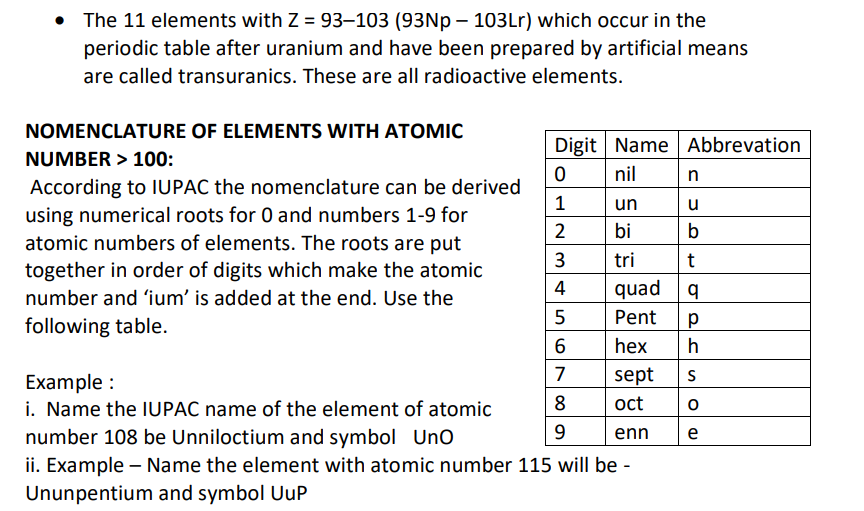 • The 11 elements with Z = 93–103 (93Np – 103Lr) which occur in the
periodic table after uranium and have been prepared by artificial means
are called transuranics. These are all radioactive elements.
NOMENCLATURE OF ELEMENTS WITH ATOMIC
NUMBER > 100:
According to IUPAC the nomenclature can be derived
using numerical roots for 0 and numbers 1-9 for
atomic numbers of elements. The roots are put
together in order of digits which make the atomic
number and ‘ium’ is added at the end. Use the
following table.
Example :
i. Name the IUPAC name of the element of atomic
number 108 be Unniloctium and symbol UnO
ii. Example – Name the element with atomic number 115 will be -
Ununpentium and symbol UuP
Digit Name Abbrevation
0 nil n
1 un u
2 bi b
3 tri t
4 quad q
5 Pent p
6 hex h
7 sept s
8 oct o
9 enn e